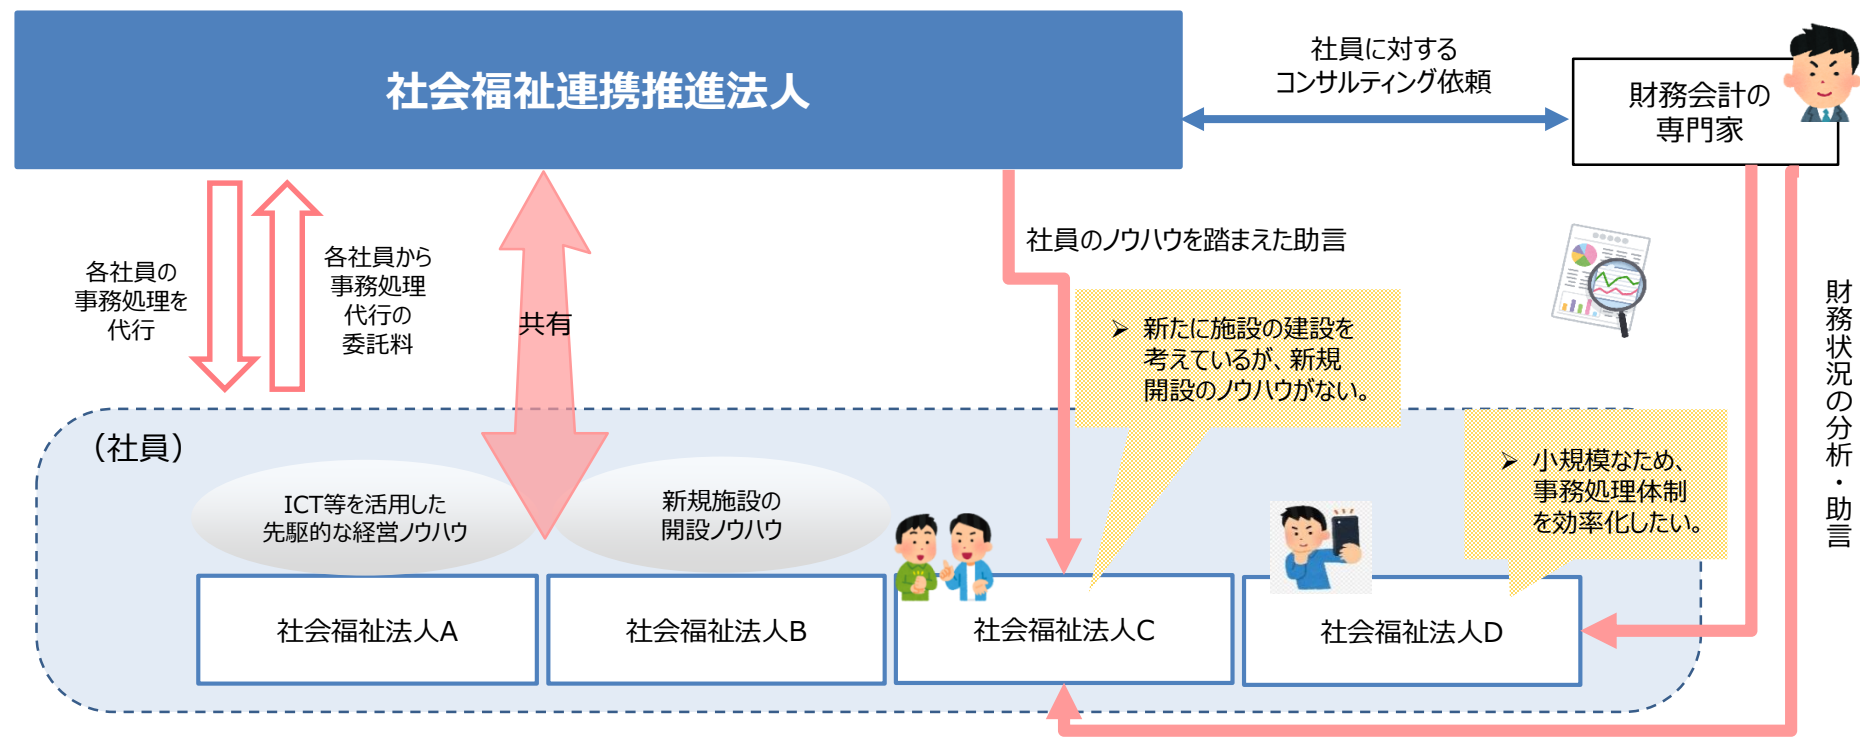 社会福祉連携推進法人
社員に対する
コンサルティング依頼
財務会計の
専門家
各社員の
事務処理を
代行
各社員から
事務処理
代行の
委託料
共有
社員のノウハウを踏まえた助言
➢ 新たに施設の建設を
考えているが、新規
開設のノウハウがない。
財務状況の分析・助言
（社員）
ICT等を活用した
先駆的な経営ノウハウ
新規施設の
開設ノウハウ
➢ 小規模なため、
事務処理体制
を効率化したい。
社会福祉法人A
社会福祉法人B
社会福祉法人C
社会福祉法人D